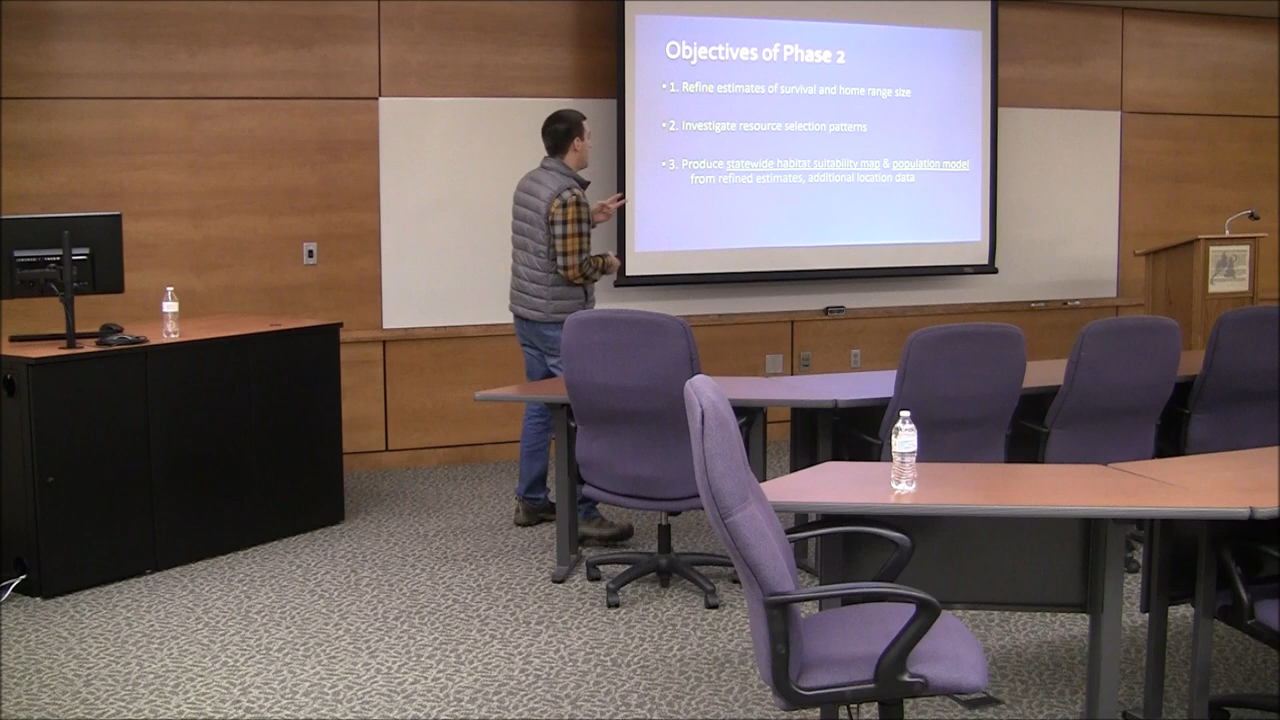 Objectives of Phase 2
• 1. Refine estimates of survival and home range size
• 2. Investigate resource selection patterns
• 3. Produce statewide habitat suitability map & population model
from refined estimates, additional location data